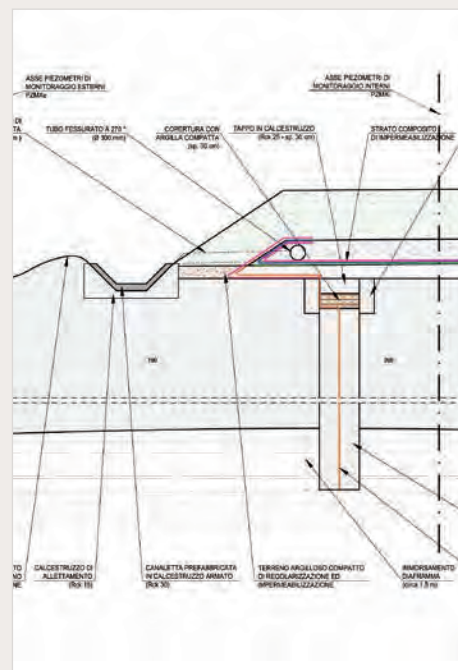 ASSE PIEZOMETRI DI
MONITORAGGIO ESTERNI
PZMAe
ASSE PIEZOMETRI DI
MONITORAGGIO INTERNI
DI
TUBO FESSURATO A 270°
(Ø 300 mm)
COPERTURA CON
ARGILLA COMPATTA
(sp. 30 cm)
TAPPO IN CALCESTRUZZO
(Rck 25 - sp. 30 cm)
STRATO COMPOSITO
DI IMPERMEABILIZZAZIONE
CALCESTRUZZO DI
ALLETTAMENTO
(Rck 15)
CANALETTA PREFABBRICATA
IN CALCESTRUZZO ARMATO
(Rck 30)
TERRENO ARGILLOSO COMPATTO
DI REGOLARIZZAZIONE ED
IMPERMEABILIZZAZIONE
IMMORSAMENTO
DIAFRAMMA
(circa 1.5 m)